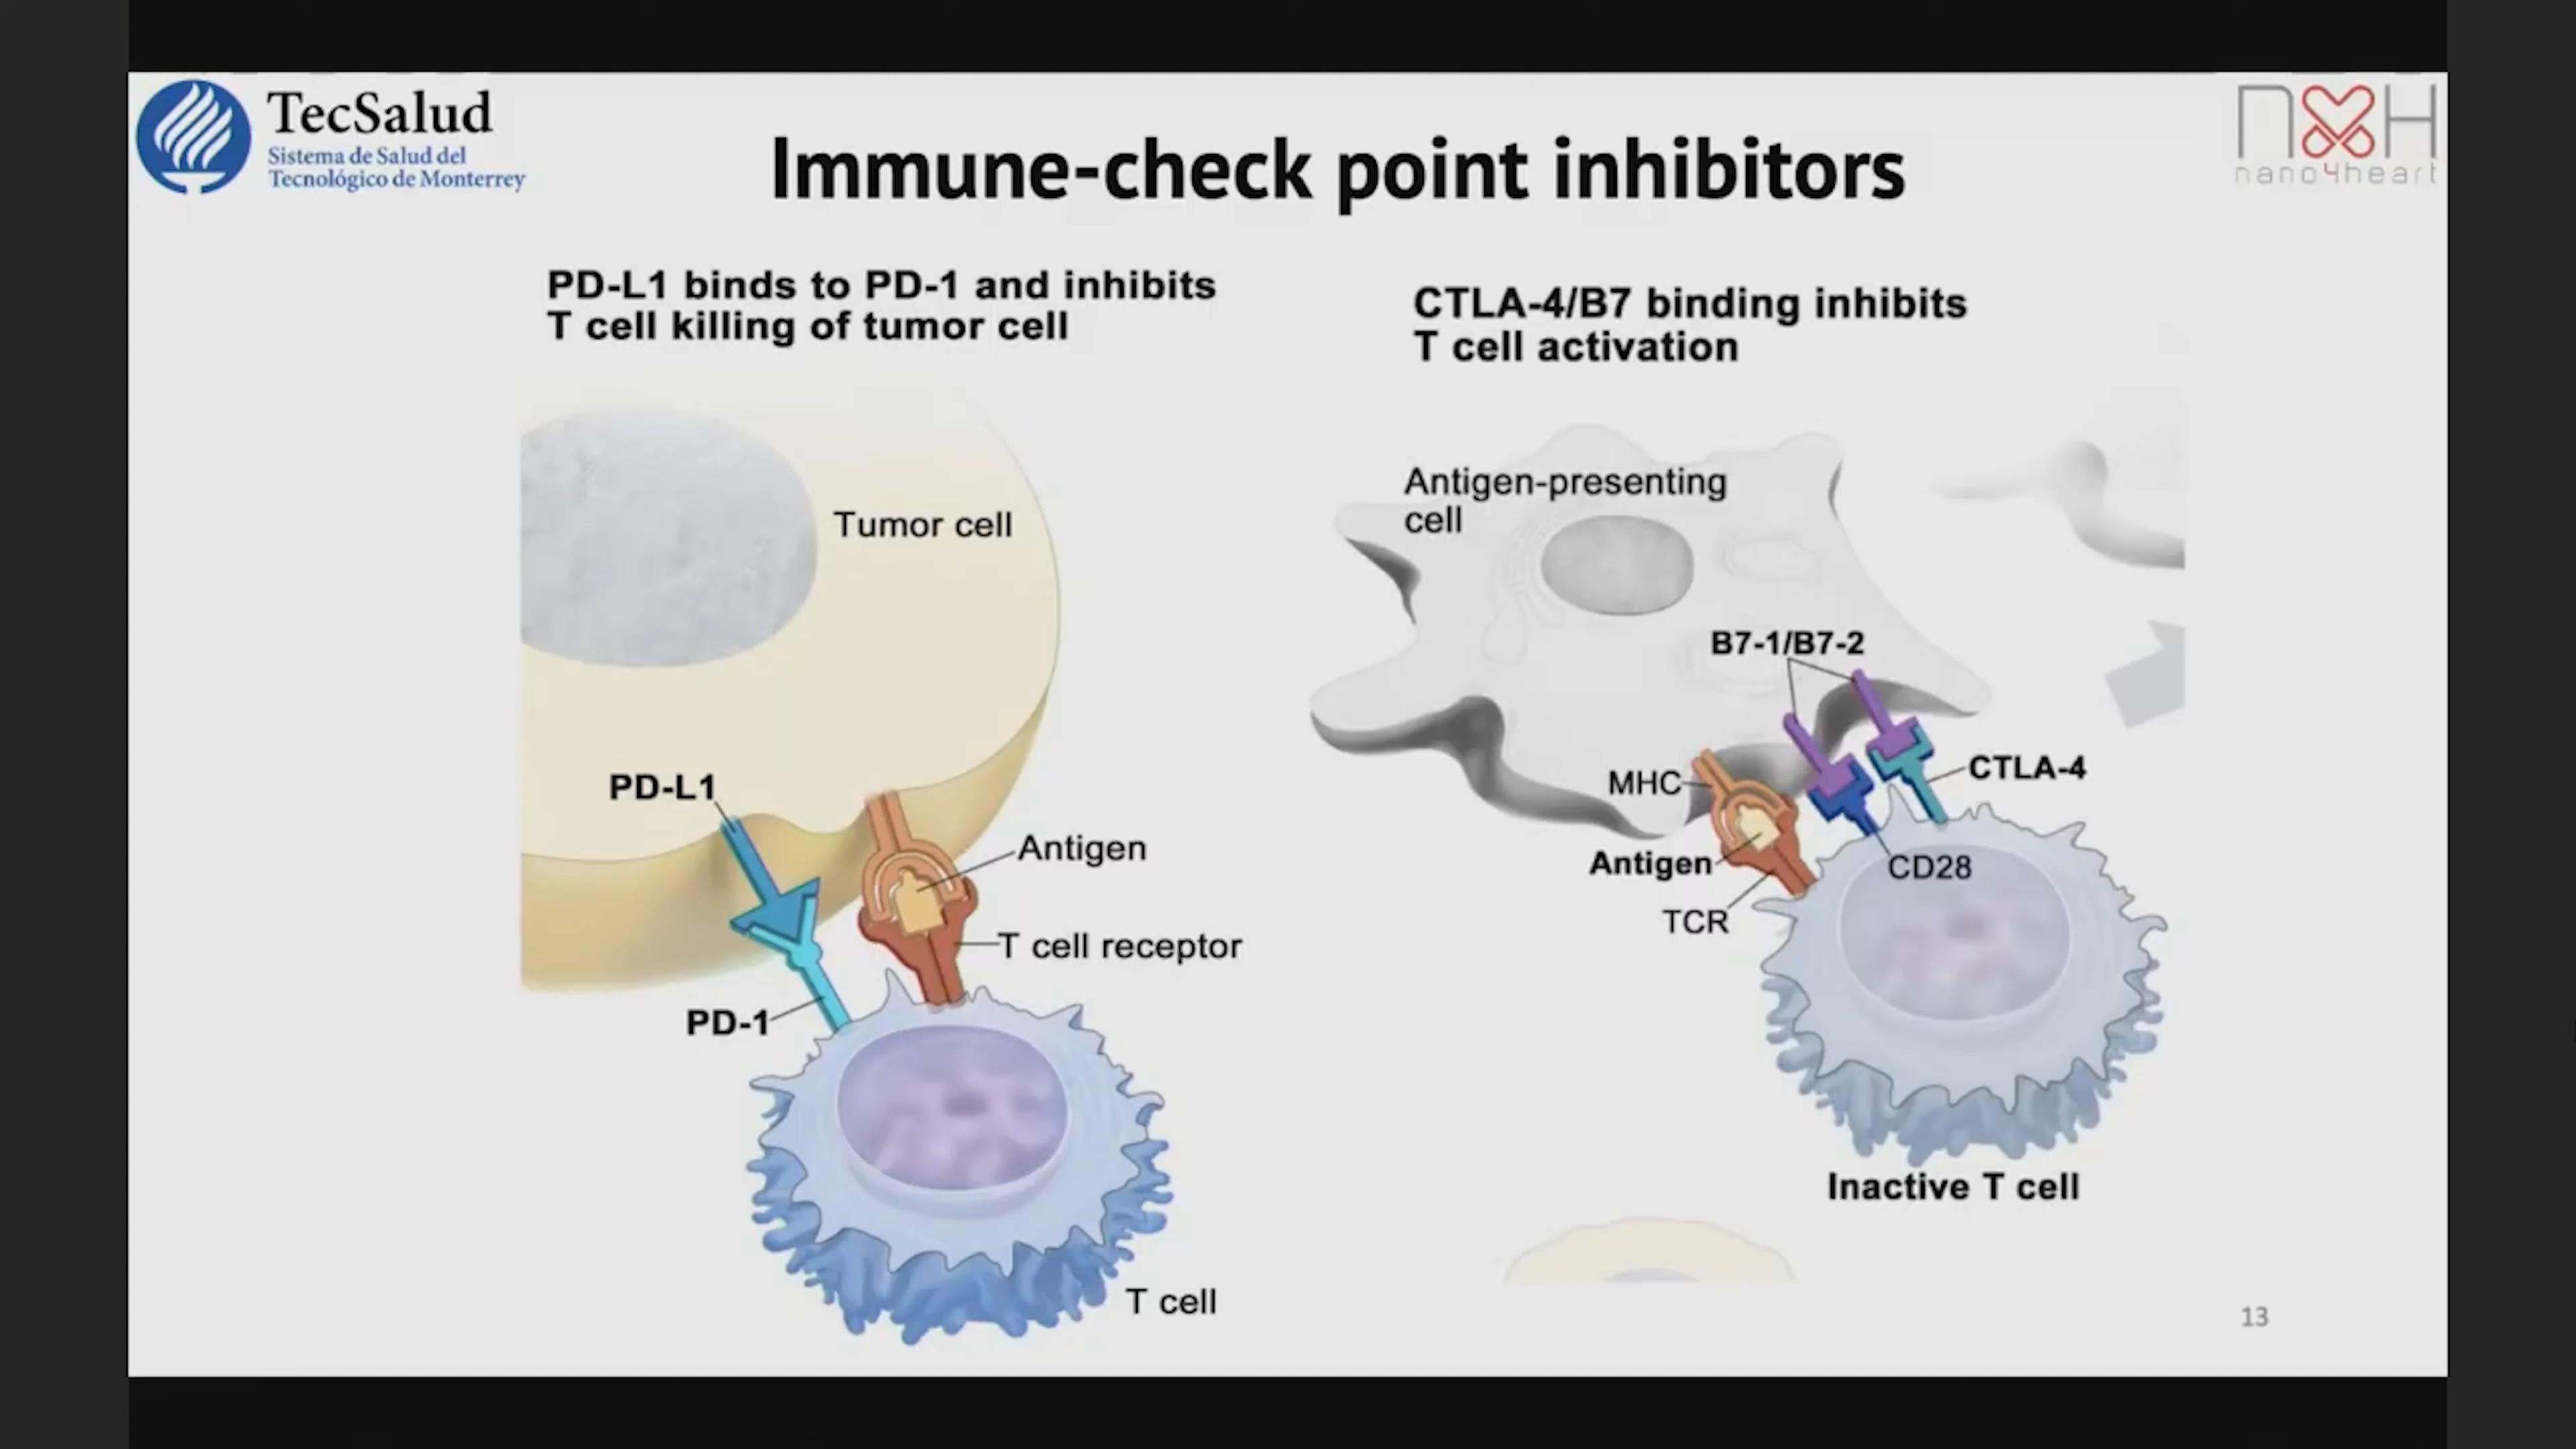 TecSalud
Sistema de Salud del
Tecnológico de Monterrey
Immune-check point inhibitors
nano4heart
PD-L1 binds to PD-1 and inhibits
T cell killing of tumor cell
Tumor cell
PD-L1
Antigen
T cell receptor
PD-1
T cell
CTLA-4/B7 binding inhibits
T cell activation
Antigen-presenting
cell
B7-1/B7-2
CTLA-4
MHC
Antigen
CD28
TCR
Inactive T cell
13